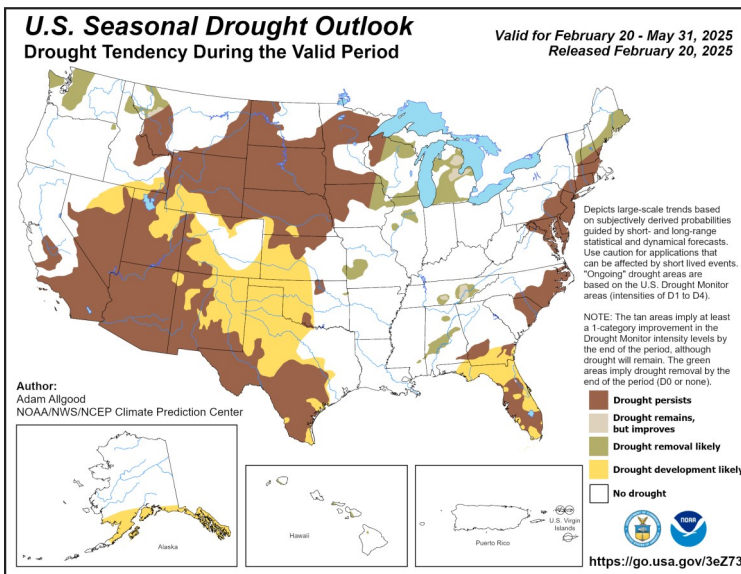 U.S. Seasonal Drought Outlook
Drought Tendency During the Valid Period
Valid for February 20 - May 31, 2025
Released February 20, 2025
Depicts large-scale trends based
on subjectively derived probabilities
guided by short- and long-range
statistical and dynamical forecasts.
Use caution for applications that
can be affected by short lived events.
"Ongoing" drought areas are
based on the U.S. Drought Monitor
areas (intensities of D1 to D4).
NOTE: The tan areas imply at least
a 1-category improvement in the
Drought Monitor intensity levels by
the end of the period, although
drought will remain. The green
areas imply drought removal by the
end of the period (D0 or none).
Author:
Adam Allgood
NOAA/NWS/NCEP Climate Prediction Center
Drought persists
Drought remains,
but improves
Drought removal likely
Drought development likely
No drought
Alaska
Hawaii
Puerto Rico
U.S. Virgin
Islands
NOAA
https://go.usa.gov/3eZ73